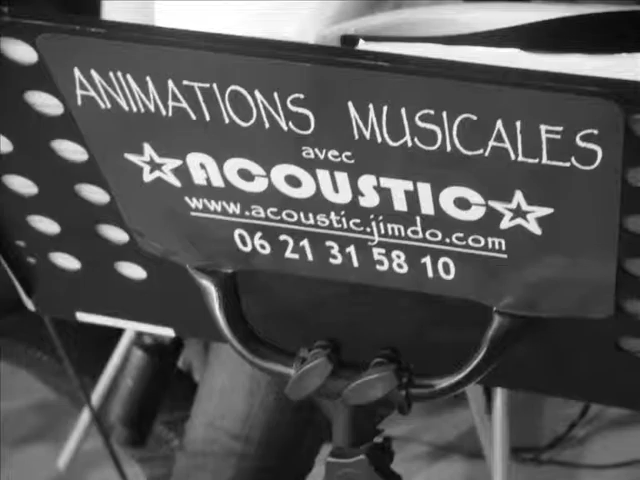 ANIMATIONS MUSICALES
avec
ACOUSTIC
www.acoustic.jimdo.com
06 21 31 58 10